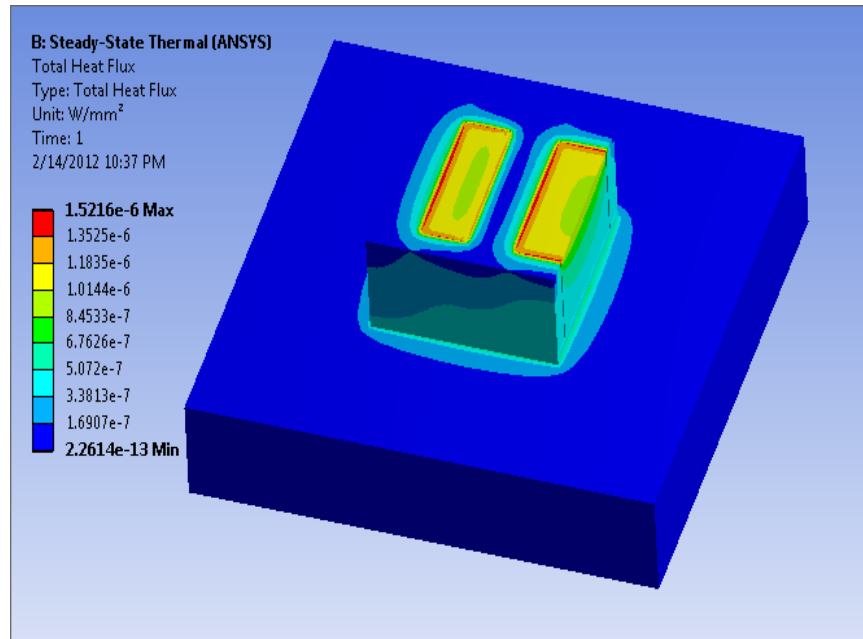 B: Steady-State Thermal (ANSYS)
Total Heat Flux
Type: Total Heat Flux
Unit: W/mm²
Time: 1
2/14/2012 10:37 PM
1.5216e-6 Max
1.3525e-6
1.1835e-6
1.0144e-6
8.4533e-7
6.7626e-7
5.072e-7
3.3813e-7
1.6907e-7
2.2614e-13 Min